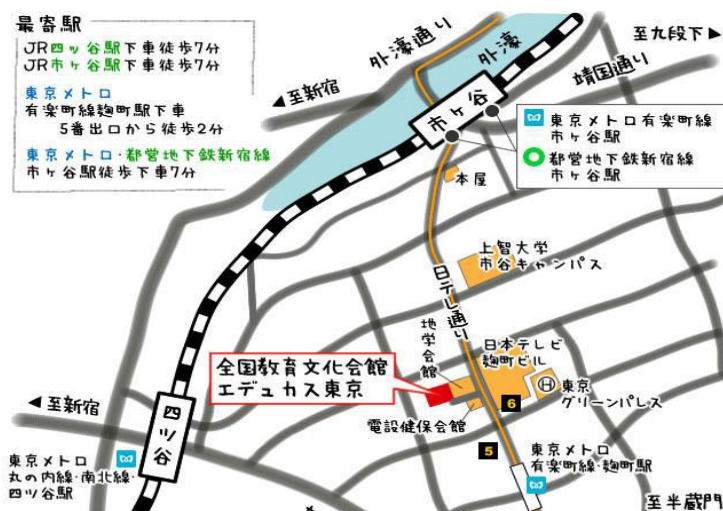 最寄駅
JR四ッ谷駅下車徒歩7分
JR市ヶ谷駅下車徒歩7分
東京メトロ
有楽町線麹町駅下車
5番出口から徒歩2分
東京メトロ・都営地下鉄新宿線
市ヶ谷駅徒歩下車7分
外濠通り
外濠
至九段下
靖国通り
至新宿
市ヶ谷
東京メトロ有楽町線
市ヶ谷駅
都営地下鉄新宿線
市ヶ谷駅
本屋
上智大学
市谷キャンパス
日テレ通り
地学会館
日本テレビ
麹町ビル
全国教育文化会館
エデュカス東京
H
東京
グリーンパレス
6
電設健保会館
5
至新宿
四ッ谷
東京メトロ
丸の内線・南北線・
四ッ谷駅
東京メトロ
有楽町線・麹町駅
至半蔵門